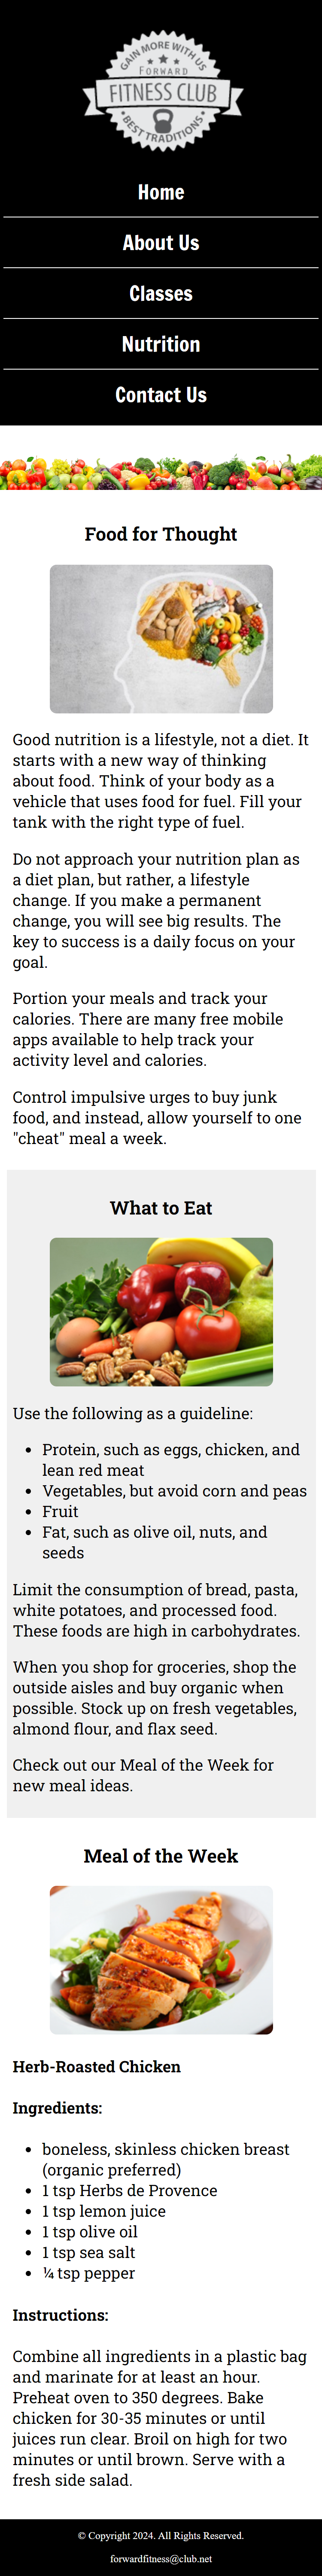 GAIN MORE WITH US
FORWARD
FITNESS CLUB
BEST TRADITIONS
Home
About Us
Classes
Nutrition
Contact Us
Food for Thought
Good nutrition is a lifestyle, not a diet. It
starts with a new way of thinking
about food. Think of your body as a
vehicle that uses food for fuel. Fill your
tank with the right type of fuel.
Do not approach your nutrition plan as
a diet plan, but rather, a lifestyle
change. If you make a permanent
change, you will see big results. The
key to success is a daily focus on your
goal.
Portion your meals and track your
calories. There are many free mobile
apps available to help track your
activity level and calories.
Control impulsive urges to buy junk
food, and instead, allow yourself to one
"cheat" meal a week.
What to Eat
Use the following as a guideline:
• Protein, such as eggs, chicken, and
lean red meat
• Vegetables, but avoid corn and peas
• Fruit
• Fat, such as olive oil, nuts, and
seeds
Limit the consumption of bread, pasta,
white potatoes, and processed food.
These foods are high in carbohydrates.
When you shop for groceries, shop the
outside aisles and buy organic when
possible. Stock up on fresh vegetables,
almond flour, and flax seed.
Check out our Meal of the Week for
new meal ideas.
Meal of the Week
Herb-Roasted Chicken
Ingredients:
• boneless, skinless chicken breast
(organic preferred)
• 1 tsp Herbs de Provence
• 1 tsp lemon juice
• 1 tsp olive oil
• 1 tsp sea salt
• ¼ tsp pepper
Instructions:
Combine all ingredients in a plastic bag
and marinate for at least an hour.
Preheat oven to 350 degrees. Bake
chicken for 30-35 minutes or until
juices run clear. Broil on high for two
minutes or until brown. Serve with a
fresh side salad.
© Copyright 2024. All Rights Reserved.
forwardfitness@club.net